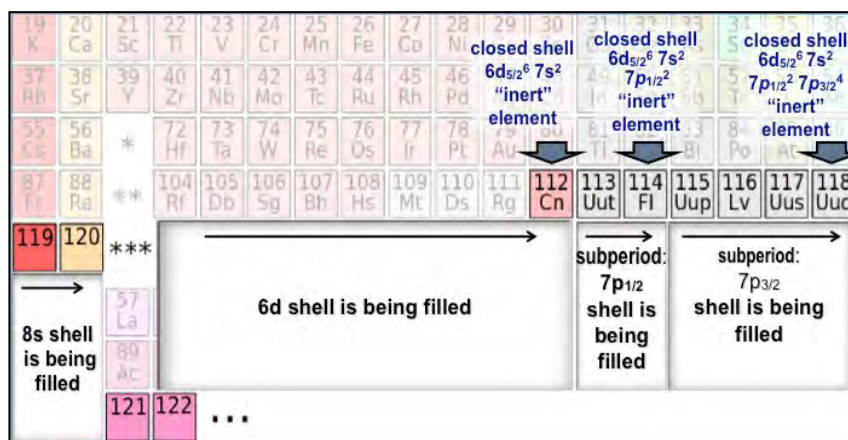 19 20 21 22 23 24 25 26 27 28 29 30
K Ca Sc Ti V Cr Mn Fe Co Ni
closed shell
6d5/2⁶ 7s²
"inert"
element
closed shell
6d5/2⁶ 7s²
7p1/2²
"inert"
element
closed shell
6d5/2⁶ 7s²
7p1/2² 7p3/2⁴
"inert"
element
37 38 39 40 41 42 43 44 45 46
Rb Sr Y Zr Nb Mo Tc Ru Rh Pd
55 56 * 72 73 74 75 76 77 78 79 80
Cs Ba Hf Ta W Re Os Ir Pt Au Tl Bi Po At
87 88 ** 104 105 106 107 108 109 110 111 112 113 114 115 116 117 118
Fr Ra Rf Db Sg Bh Hs Mt Ds Rg Cn Uut Fl Uup Lv Uus Uuo
119 120 ***
8s shell
is being
filled
6d shell is being filled
subperiod:
7p1/2
shell is
being
filled
subperiod:
7p3/2
shell is being
filled
57
La
89
Ac
121 122 ...